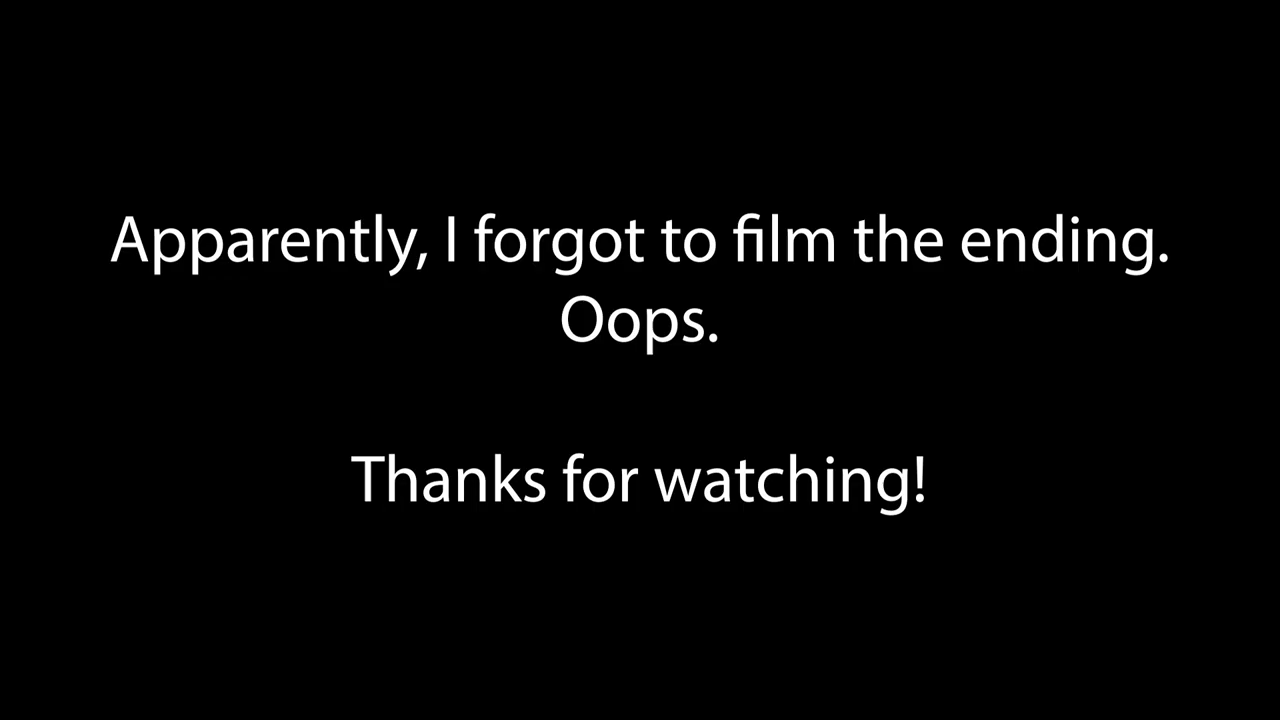 Apparently, I forgot to film the ending.
Oops.
Thanks for watching!